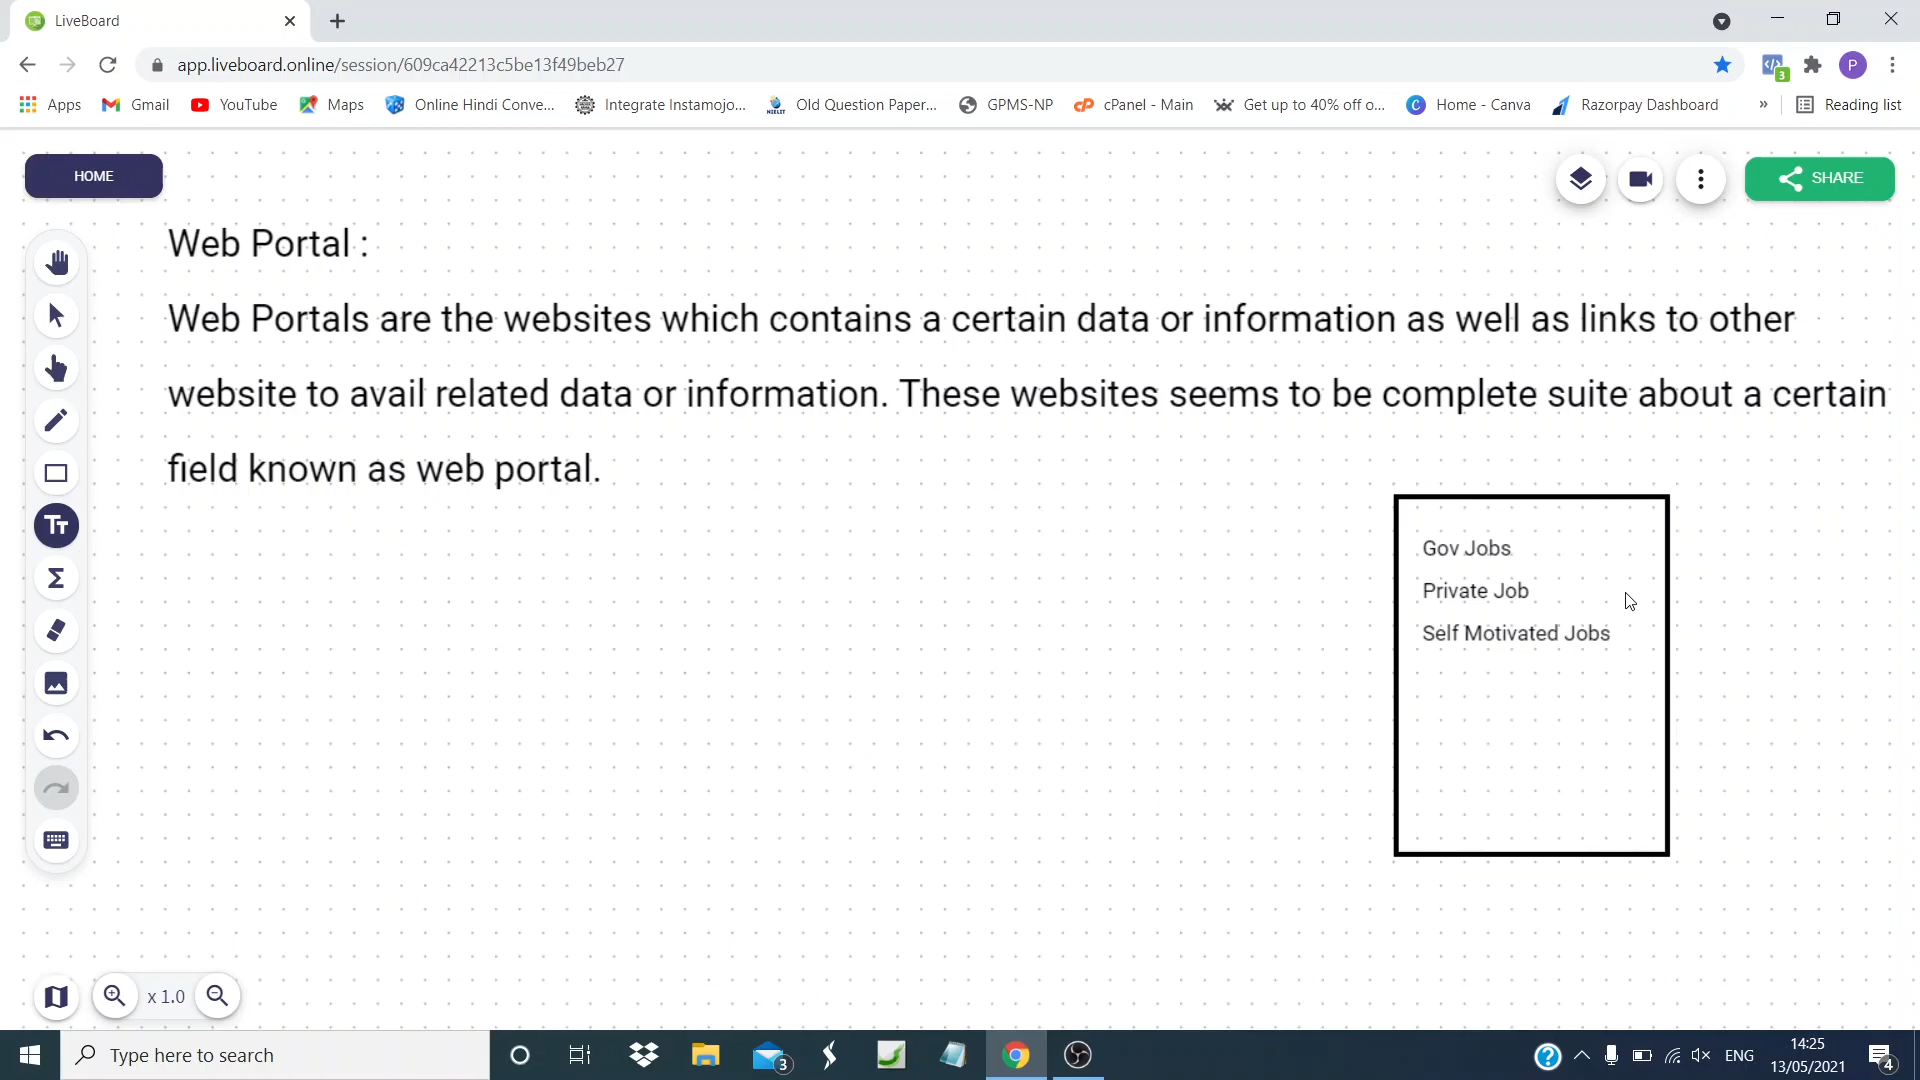 LiveBoard
app.liveboard.online/session/609ca42213c5be13f49beb27
3
P
Apps
Gmail
YouTube
Maps
Online Hindi Conve...
Integrate Instamojo...
Old Question Paper...
GPMS-NP
cPanel - Main
Get up to 40% off o...
Home - Canva
Razorpay Dashboard
»
Reading list
HOME
SHARE
Web Portal :
Web Portals are the websites which contains a certain data or information as well as links to other
website to avail related data or information. These websites seems to be complete suite about a certain
field known as web portal.
Gov Jobs
Private Job
Self Motivated Jobs
x 1.0
Type here to search
3
ENG
14:25
13/05/2021
4